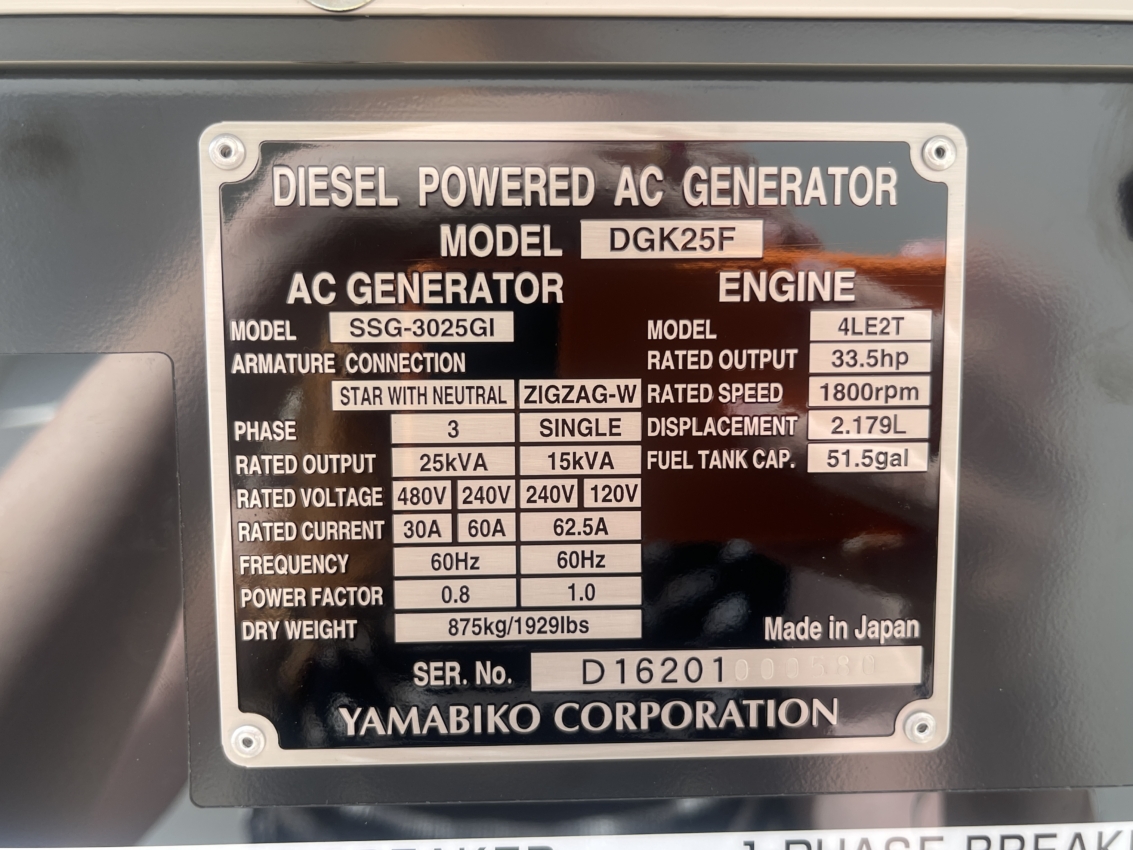 DIESEL POWERED AC GENERATOR
MODEL DGK25F
AC GENERATOR
MODEL SSG-3025GI
ARMATURE CONNECTION
STAR WITH NEUTRAL ZIGZAG-W
PHASE 3 SINGLE
RATED OUTPUT 25kVA 15kVA
RATED VOLTAGE 480V 240V 240V 120V
RATED CURRENT 30A 60A 62.5A
FREQUENCY 60Hz 60Hz
POWER FACTOR 0.8 1.0
DRY WEIGHT 875kg/1929lbs
ENGINE
MODEL 4LE2T
RATED OUTPUT 33.5hp
RATED SPEED 1800rpm
DISPLACEMENT 2.179L
FUEL TANK CAP. 51.5gal
Made in Japan
SER. No. D16201
YAMABIKO CORPORATION
1 PHASE